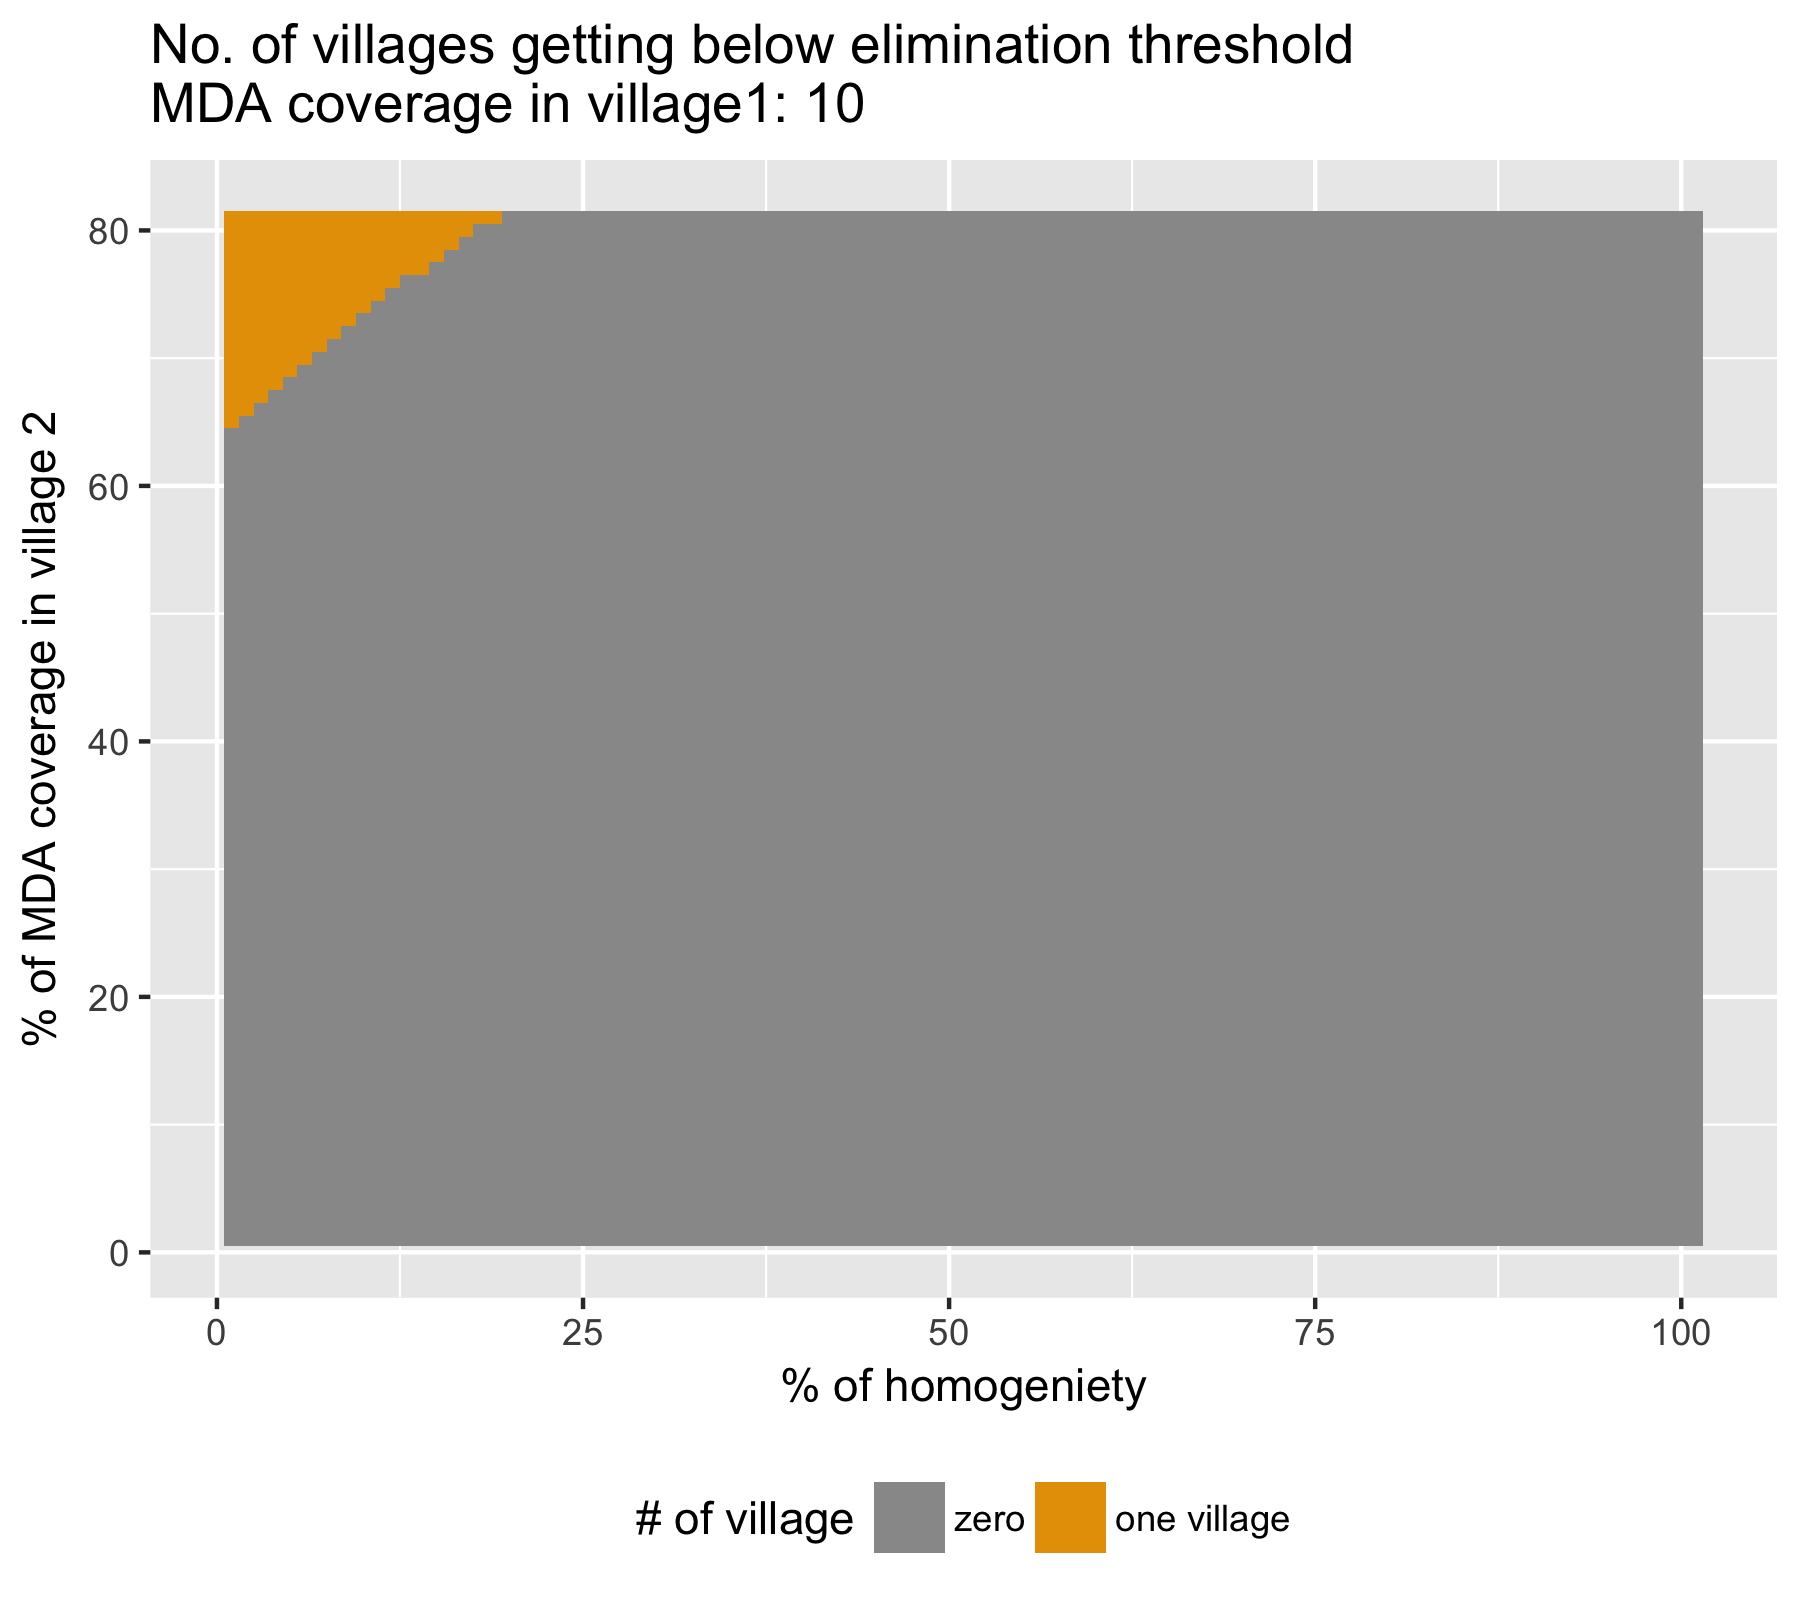 No. of villages getting below elimination threshold
MDA coverage in village1: 10
% of MDA coverage in village 2
80
60
40
20
0
0 25 50 75 100
% of homogeniety
# of village zero one village